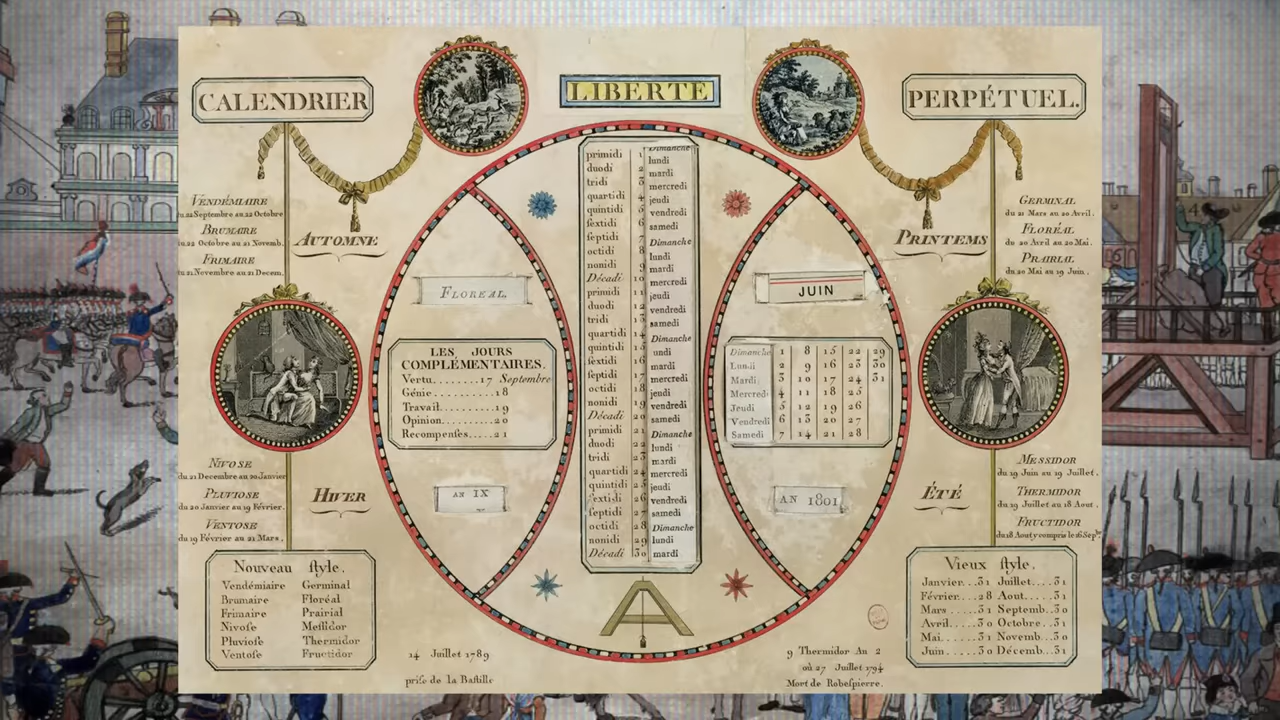 CALENDRIER
LIBERTE
PERPÉTUEL.
VENDÉMIAIRE
du 22 Septembre au 22 Octobre
BRUMAIRE
du 22 Octobre au 21 Novemb.
FRIMAIRE
du 21 Novembre au 21 Decem.
AUTOMNE
GERMINAL
du 21 Mars au 20 Avril.
FLORÉAL
du 20 Avril au 20 Mai.
PRAIRIAL
du 20 Mai au 19 Juin.
PRINTEMS
FLOREAL.
LES JOURS
COMPLÉMENTAIRES.
Vertu........17 Septembre
Génie...........18
Travail..........19
Opinion.........20
Recompenſes.....21
AN IX
primidi 1 Dimanche
duodi 2 lundi
tridi 3 mardi
quartidi 4 mercredi
quintidi 5 jeudi
ſextidi 6 vendredi
ſeptidi 7 samedi
octidi 8 Dimanche
nonidi 9 lundi
Décadi 10 mardi
primidi 11 mercredi
duodi 12 jeudi
tridi 13 vendredi
quartidi 14 samedi
quintidi 15 Dimanche
ſextidi 16 undi
ſeptidi 17 mardi
octidi 18 mercredi
nonidi 19 jeudi
Décadi 20 vendredi
primidi 21 samedi
duodi 22 Dimanche
tridi 23 lundi
quartidi 24 mardi
quintidi 25 mercredi
ſextidi 26 jeudi
ſeptidi 27 vendredi
octidi 28 samedi
nonidi 29 Dimanche
Décadi 30 lundi
mardi
JUIN
Dimanche 1 8 15 22 29
Lundi 2 9 16 23 30
Mardi 3 10 17 24 31
Mercredi 4 11 18 25
Jeudi 5 12 19 26
Vendredi 6 13 20 27
Samedi 7 14 21 28
AN 1801
NIVOSE
du 21 Decembre au 20 Janvier
PLUVIOSE
du 20 Janvier au 19 Février.
VENTOSE
du 19 Février au 21 Mars.
HIVER
MESSIDOR
du 19 Juin au 19 Juillet.
THERMIDOR
du 19 Juillet au 18 Aout.
FRUCTIDOR
du 18 Aout y compris le 16 Sept.
ÉTÉ
Nouveau ſtyle.
Vendémiaire Germinal
Brumaire Floréal
Frimaire Prairial
Nivoſe Meſſidor
Pluvioſe Thermidor
Ventoſe Fructidor
Vieux ſtyle.
Janvier...31 Juillet....31
Février...28 Aout.....31
Mars.....31 Septemb..30
Avril.....30 Octobre...31
Mai......31 Novemb...30
Juin.....30 Décemb...31
14 Juillet 1789
priſe de la Baſtille
9 Thermidor An 2
où 27 Juillet 1794
Mort de Robeſpierre.